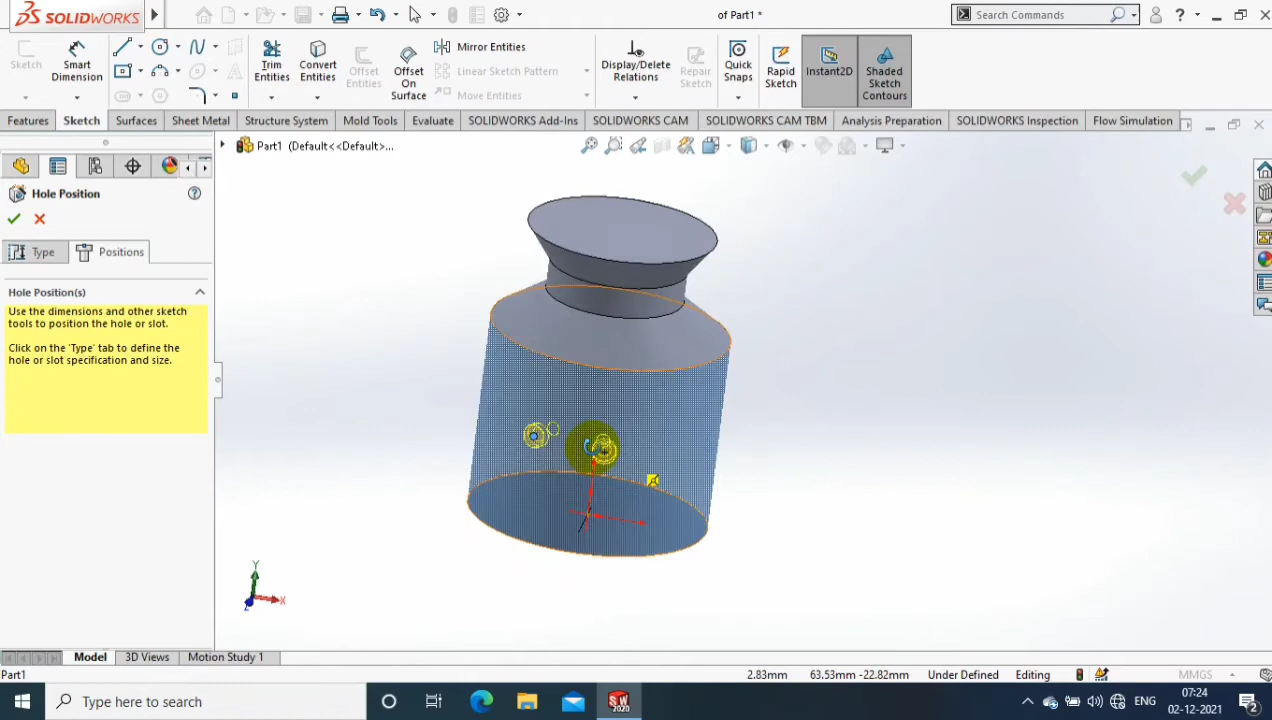 SOLIDWORKS
of Part1 *
Search Commands
Sketch
Smart Dimension
Trim Entities
Convert Entities
Offset Entities
Offset On Surface
Mirror Entities
Linear Sketch Pattern
Move Entities
Display/Delete Relations
Repair Sketch
Quick Snaps
Rapid Sketch
Instant2D
Shaded Sketch Contours
Features
Sketch
Surfaces
Sheet Metal
Structure System
Mold Tools
Evaluate
SOLIDWORKS Add-Ins
SOLIDWORKS CAM
SOLIDWORKS CAM TBM
Analysis Preparation
SOLIDWORKS Inspection
Flow Simulation
Part1 (Default<<Default>...
Hole Position
Type
Positions
Hole Position(s)
Use the dimensions and other sketch
tools to position the hole or slot.
Click on the 'Type' tab to define the
hole or slot specification and size.
Y
X
Z
Model
3D Views
Motion Study 1
Part1
2.83mm
63.53mm -22.82mm
Under Defined
Editing
MMGS
Type here to search
SW
2020
ENG
07:24
02-12-2021
2